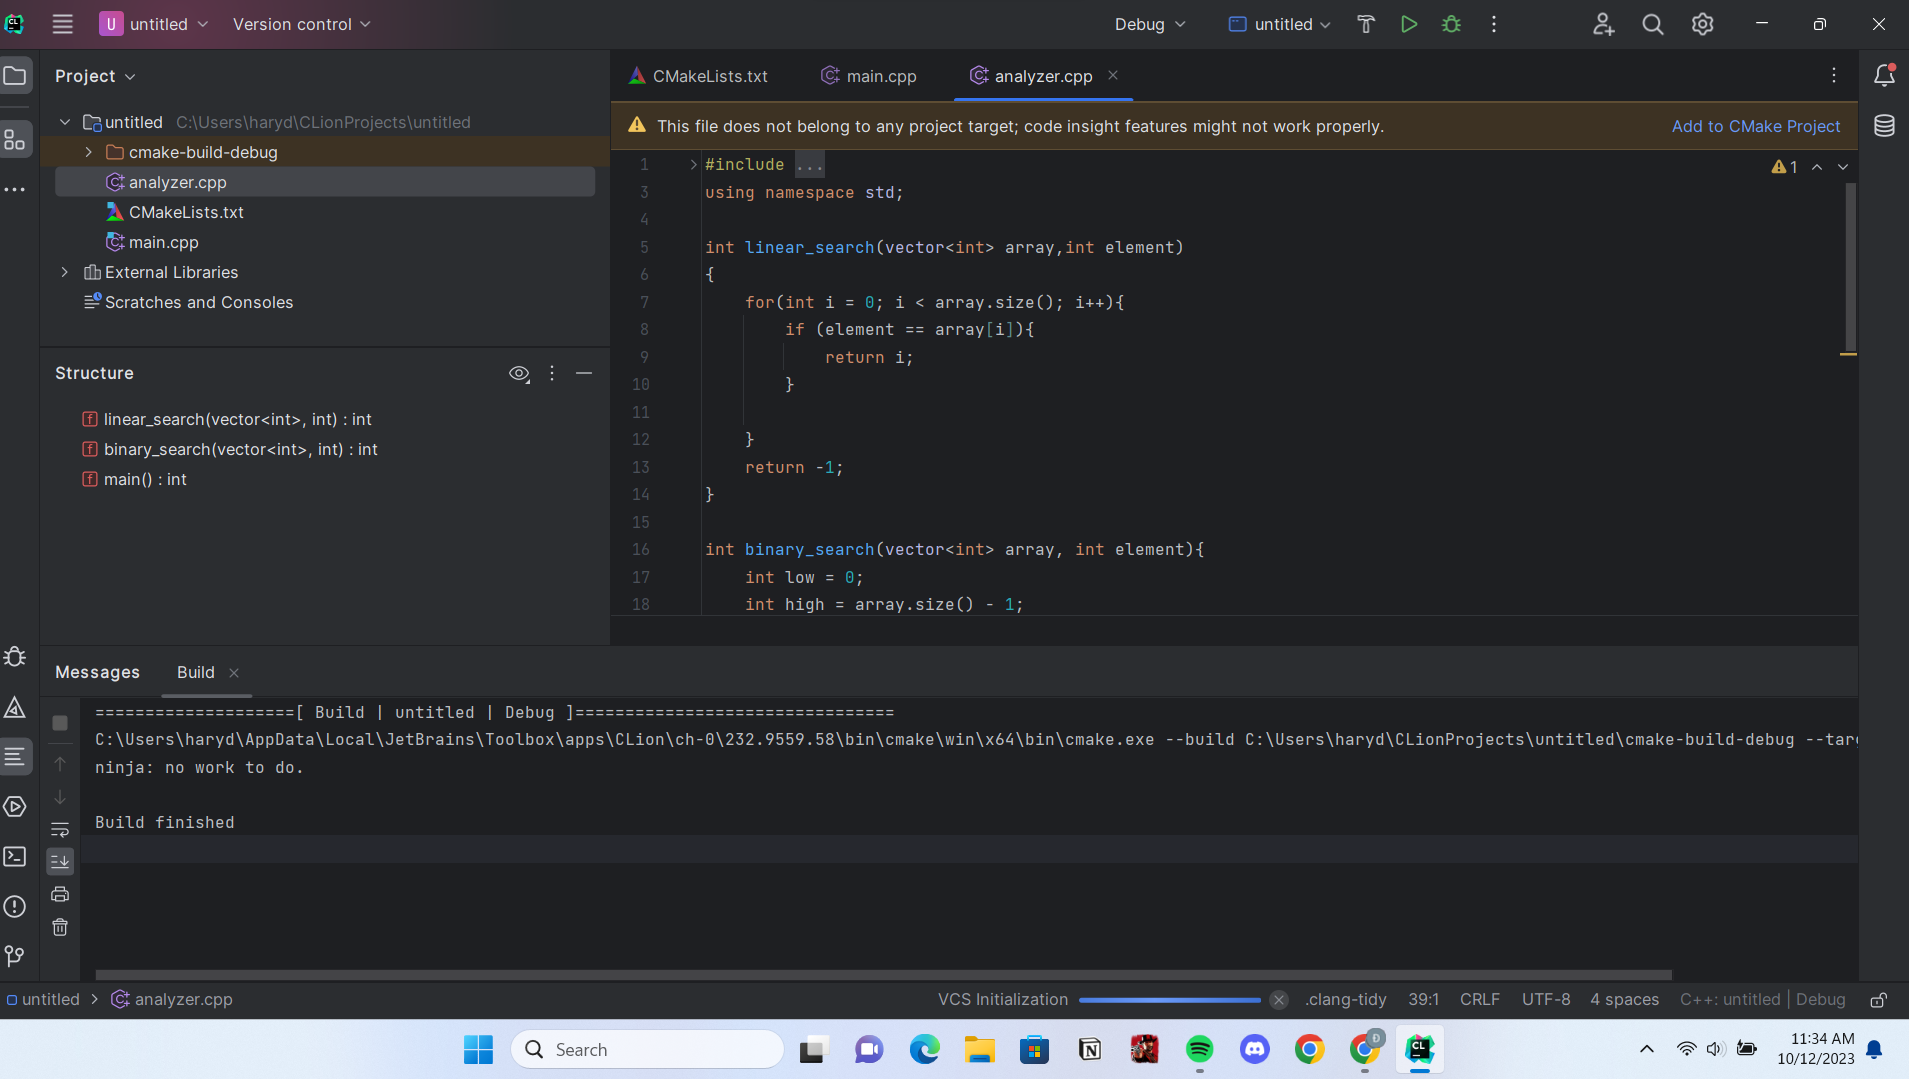 CL U untitled Version control Debug untitled
Project
untitled C:\Users\haryd\CLionProjects\untitled
cmake-build-debug
analyzer.cpp
CMakeLists.txt
main.cpp
External Libraries
Scratches and Consoles
Structure
linear_search(vector<int>, int) : int
binary_search(vector<int>, int) : int
main() : int
CMakeLists.txt main.cpp analyzer.cpp
This file does not belong to any project target; code insight features might not work properly. Add to CMake Project
1 #include ...
3 using namespace std;
4
5 int linear_search(vector<int> array,int element)
6 {
7 for(int i = 0; i < array.size(); i++){
8 if (element == array[i]){
9 return i;
10 }
11
12 }
13 return -1;
14 }
15
16 int binary_search(vector<int> array, int element){
17 int low = 0;
18 int high = array.size() - 1;
1
Messages Build
====================[ Build | untitled | Debug ]================================
C:\Users\haryd\AppData\Local\JetBrains\Toolbox\apps\CLion\ch-0\232.9559.58\bin\cmake\win\x64\bin\cmake.exe --build C:\Users\haryd\CLionProjects\untitled\cmake-build-debug --targ
ninja: no work to do.
Build finished
untitled analyzer.cpp VCS Initialization .clang-tidy 39:1 CRLF UTF-8 4 spaces C++: untitled | Debug
Search
11:34 AM
10/12/2023